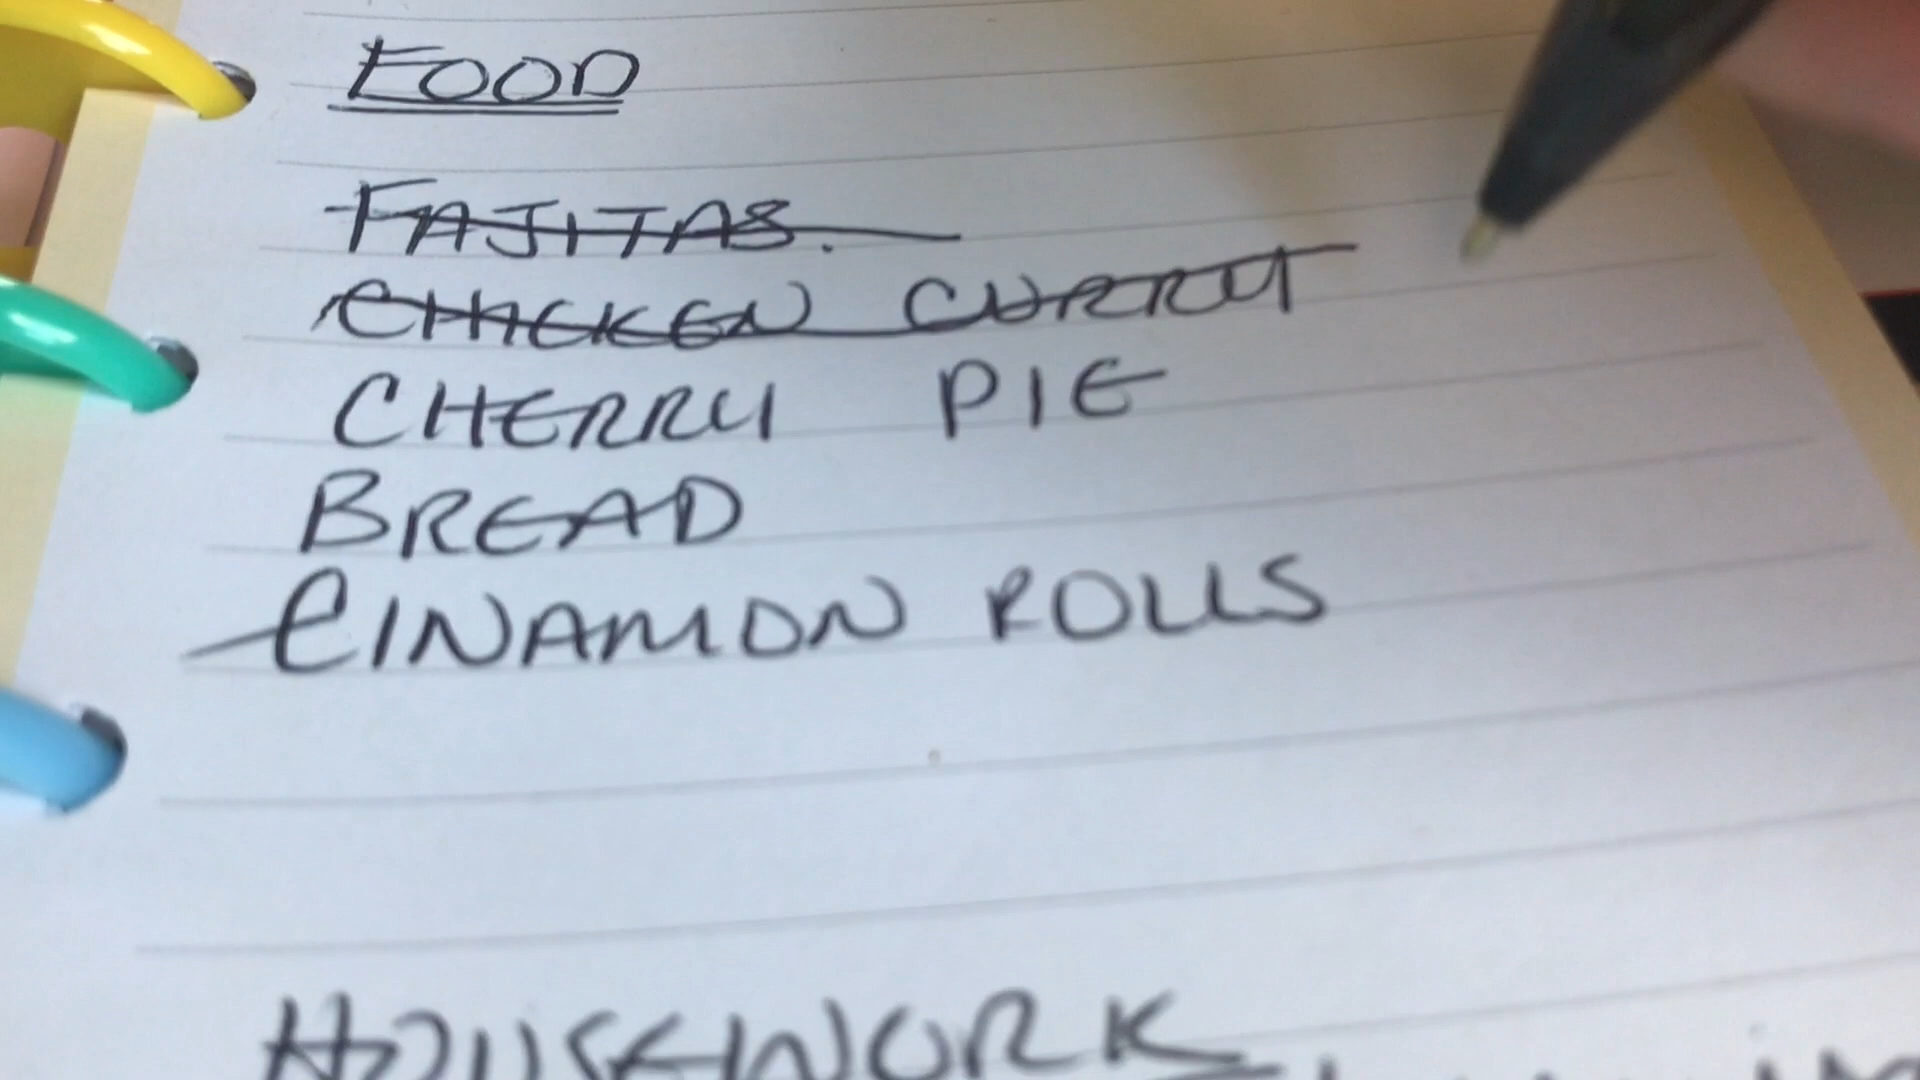 FOOD
FAJITAS.
CHICKEN CURRY
CHERRY PIE
BREAD
CINAMON ROLLS
HOUSEWORK